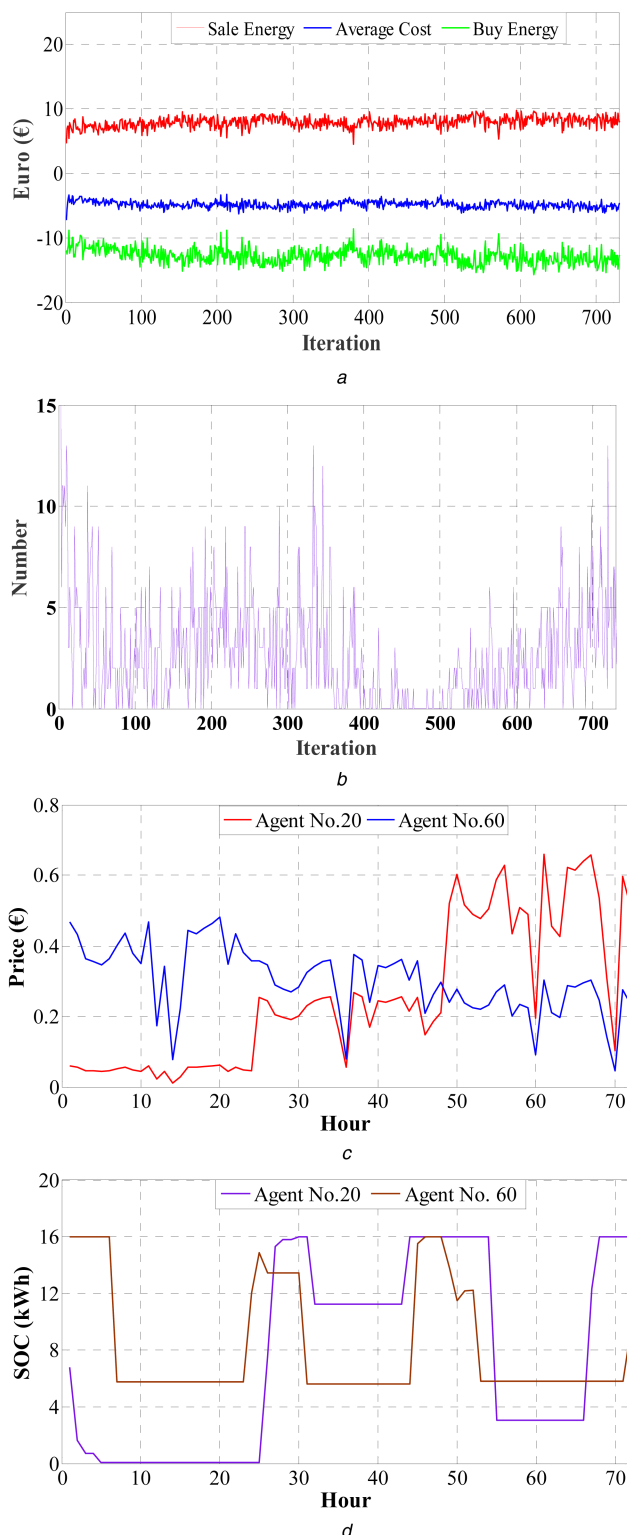 Sale Energy Average Cost Buy Energy
20
10
0
-10
-20
Euro (€)
0 100 200 300 400 500 600 700
Iteration
a
15
10
5
0
Number
0 100 200 300 400 500 600 700
Iteration
b
Agent No.20 Agent No.60
0.8
0.6
0.4
0.2
0
Price (€)
0 10 20 30 40 50 60 70
Hour
c
Agent No.20 Agent No. 60
20
16
12
8
4
0
SOC (kWh)
0 10 20 30 40 50 60 70
Hour
d